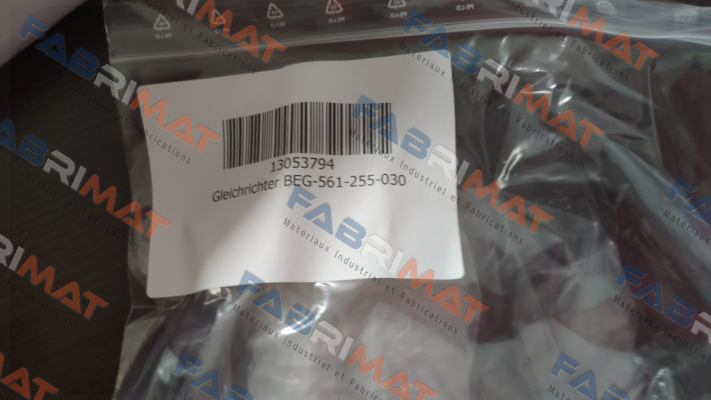 13053794
Gleichrichter BEG-561-255-030
FABRIMAT
Materiaux Industriel et Fabrications